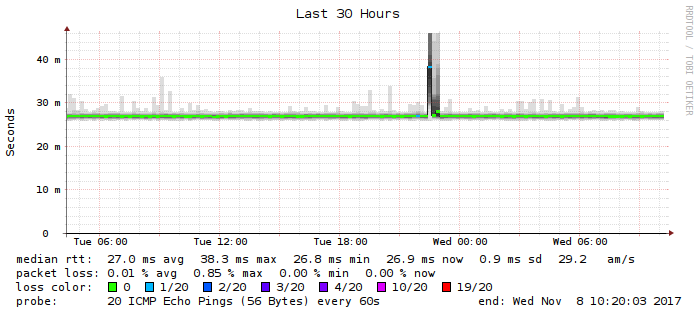 Last 30 Hours
RRDTOOL / TOBI OETIKER
Seconds
40 m
30 m
20 m
10 m
0
Tue 06:00 Tue 12:00 Tue 18:00 Wed 00:00 Wed 06:00
median rtt: 27.0 ms avg 38.3 ms max 26.8 ms min 26.9 ms now 0.9 ms sd 29.2 am/s
packet loss: 0.01 % avg 0.85 % max 0.00 % min 0.00 % now
loss color: 0 1/20 2/20 3/20 4/20 10/20 19/20
probe: 20 ICMP Echo Pings (56 Bytes) every 60s end: Wed Nov 8 10:20:03 2017